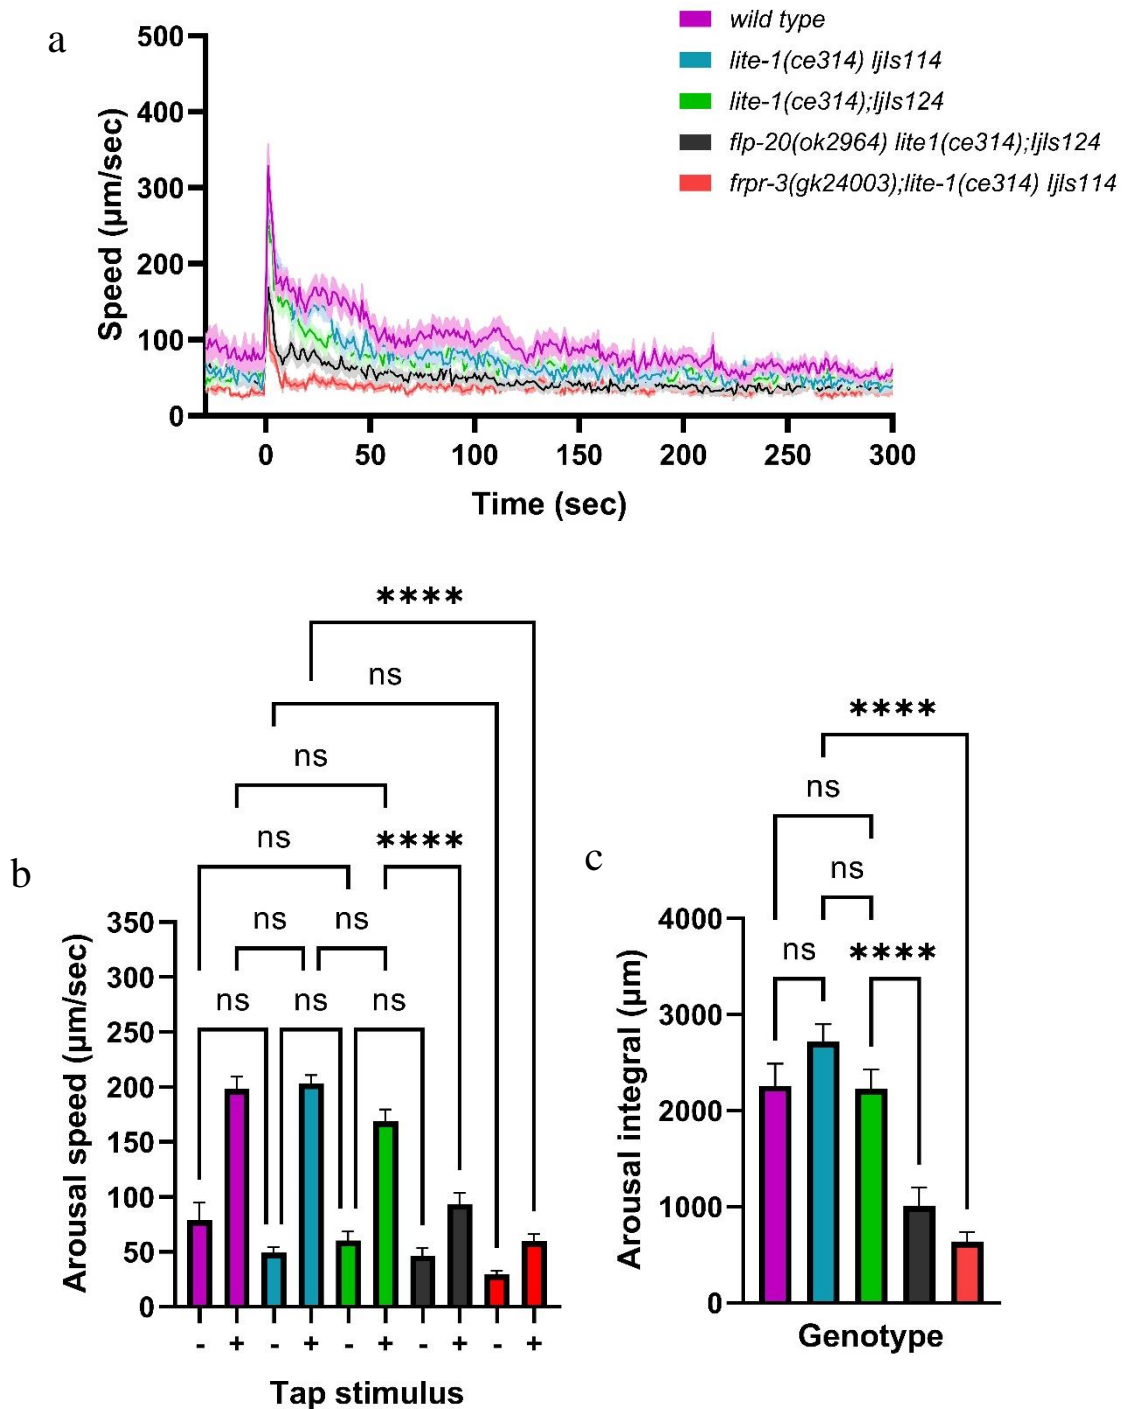 a
500
400
300
200
100
0
Speed (µm/sec)
0 50 100 150 200 250 300
Time (sec)
wild type
lite-1(ce314) ljIs114
lite-1(ce314);ljIs124
flp-20(ok2964) lite1(ce314);ljIs124
frpr-3(gk24003);lite-1(ce314) ljIs114
b
****
ns
ns
ns ****
ns ns
ns ns ns
350
300
250
200
150
100
50
0
Arousal speed (µm/sec)
- + - + - + - + - +
Tap stimulus
c
****
ns
ns
ns ****
4000
3000
2000
1000
0
Arousal integral (µm)
Genotype